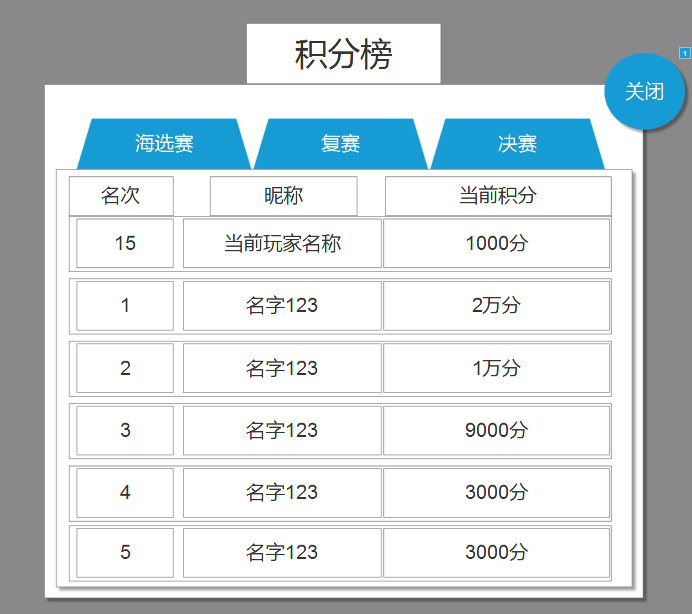 积分榜
1
关闭
海选赛 复赛 决赛
名次 昵称 当前积分
15 当前玩家名称 1000分
1 名字123 2万分
2 名字123 1万分
3 名字123 9000分
4 名字123 3000分
5 名字123 3000分